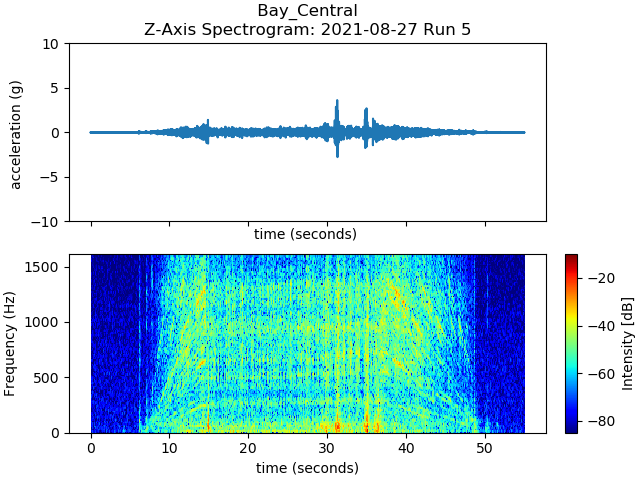 Bay_Central
Z-Axis Spectrogram: 2021-08-27 Run 5
10
5
0
−5
−10
acceleration (g)
time (seconds)
1500
1000
500
0
Frequency (Hz)
0 10 20 30 40 50
time (seconds)
−20
−40
−60
−80
Intensity [dB]